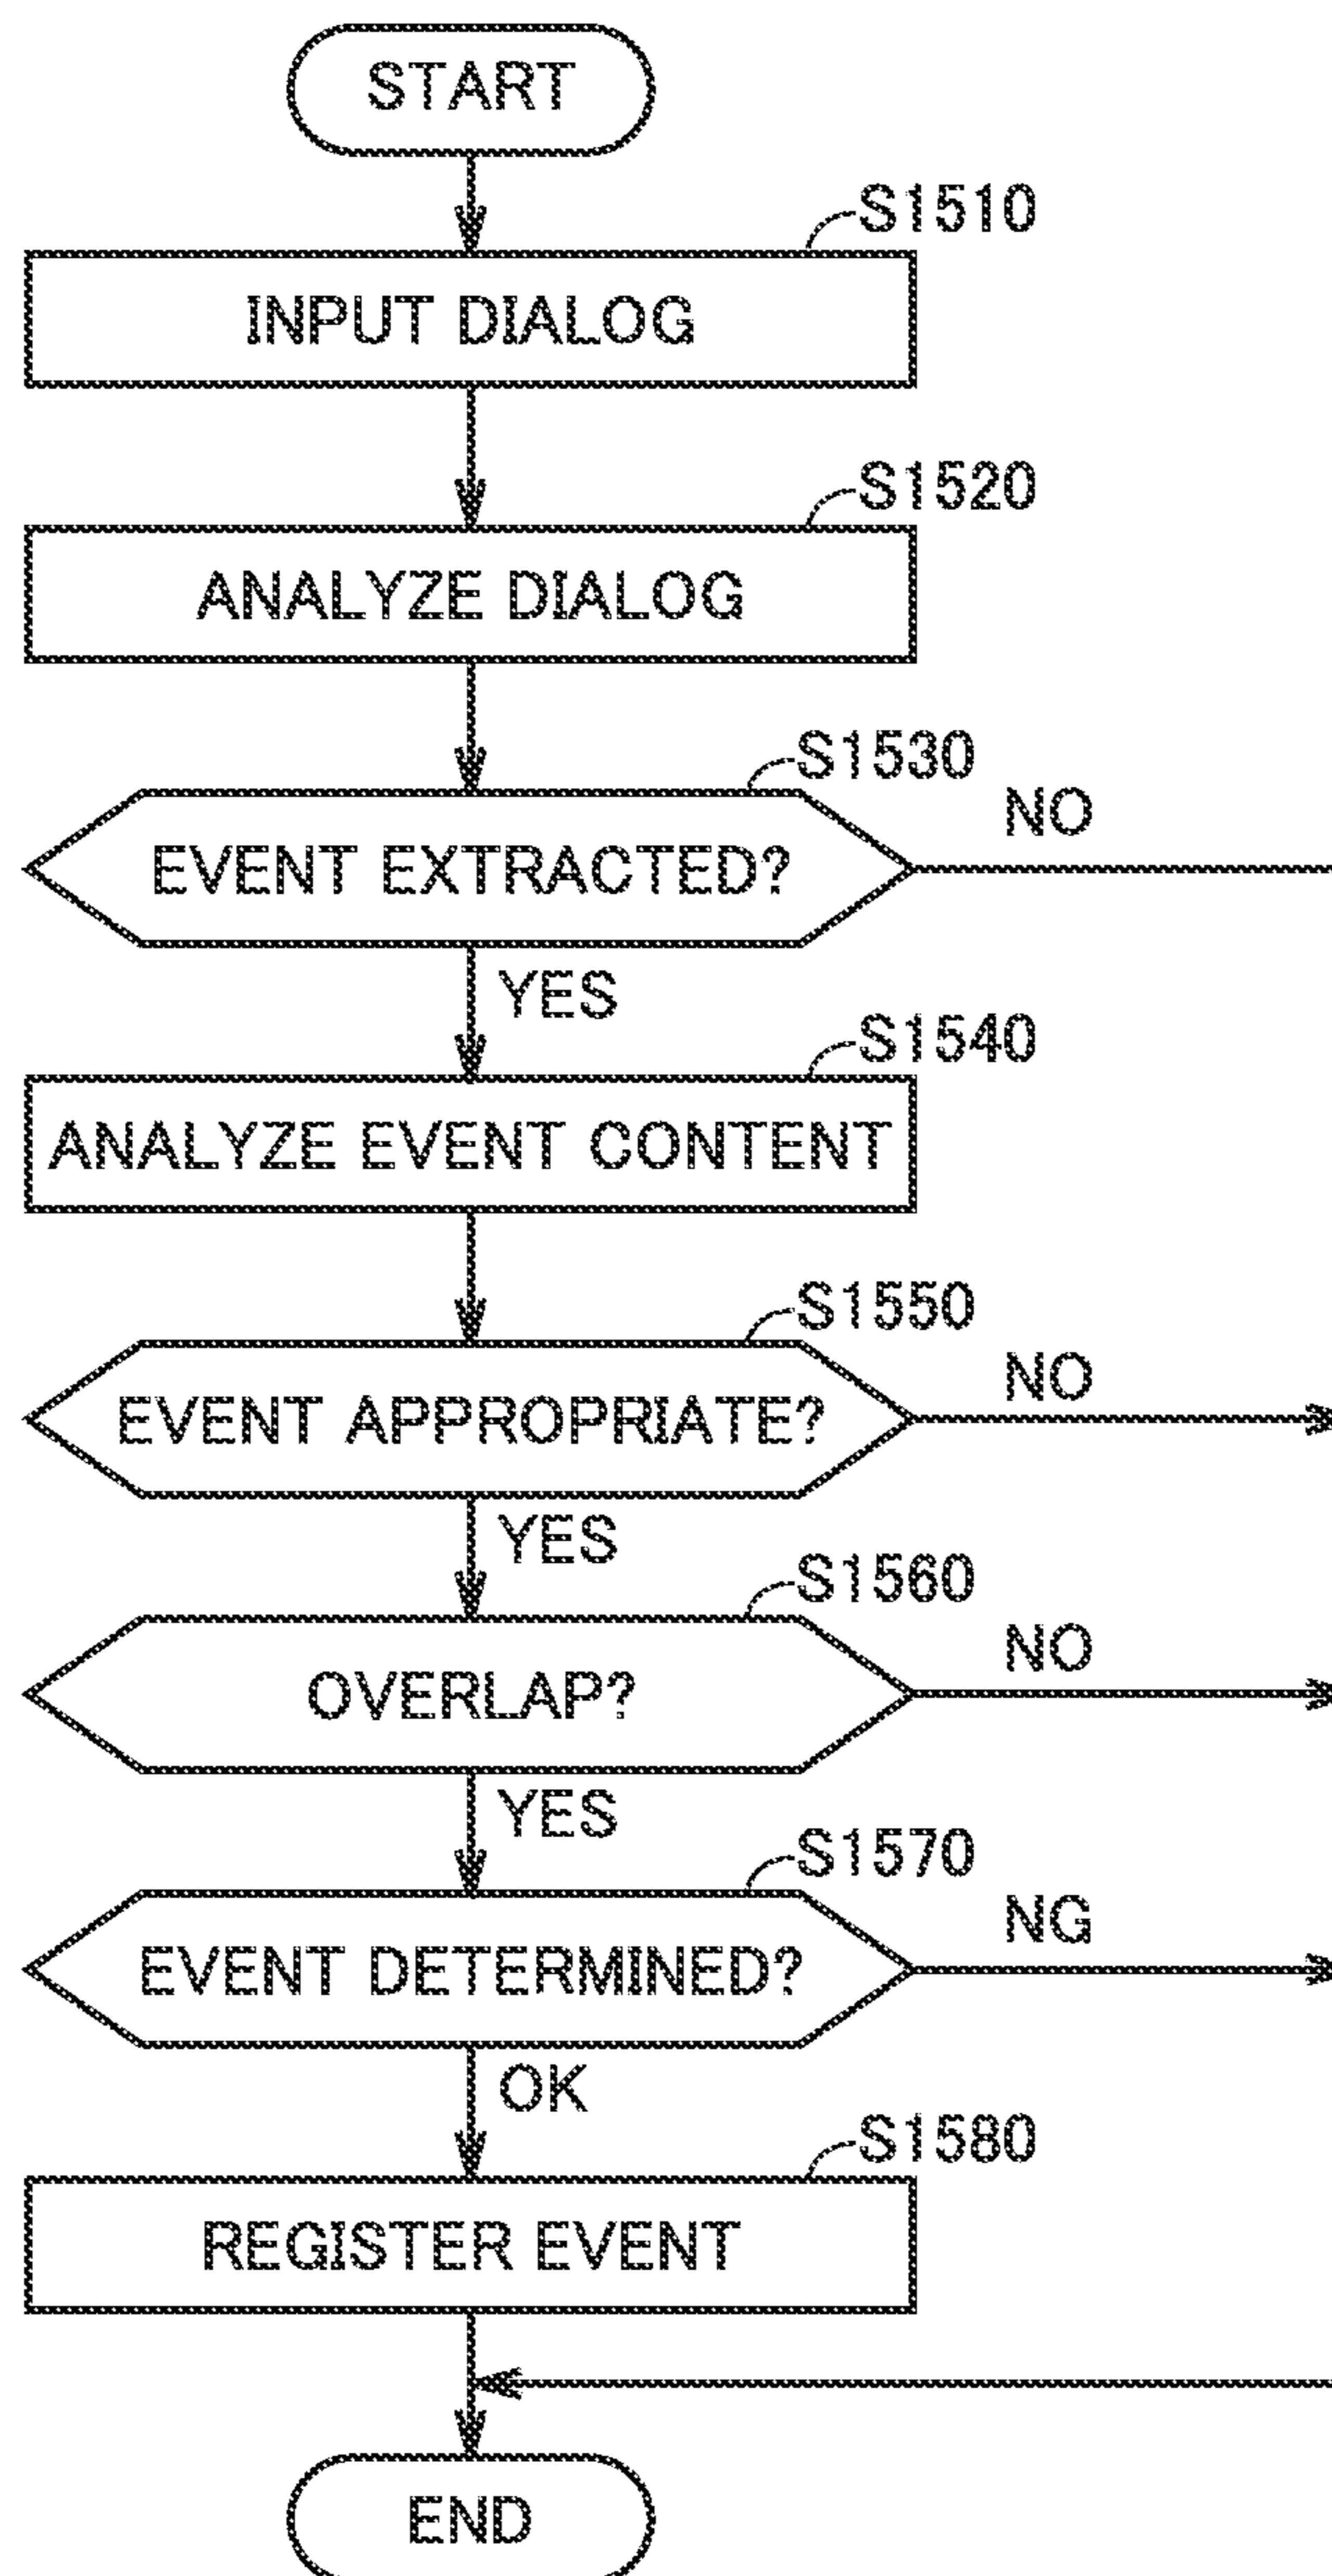 START
S1510
INPUT DIALOG
S1520
ANALYZE DIALOG
S1530
EVENT EXTRACTED?
NO
YES
S1540
ANALYZE EVENT CONTENT
S1550
EVENT APPROPRIATE?
NO
YES
S1560
OVERLAP?
NO
YES
S1570
EVENT DETERMINED?
NG
OK
S1580
REGISTER EVENT
END